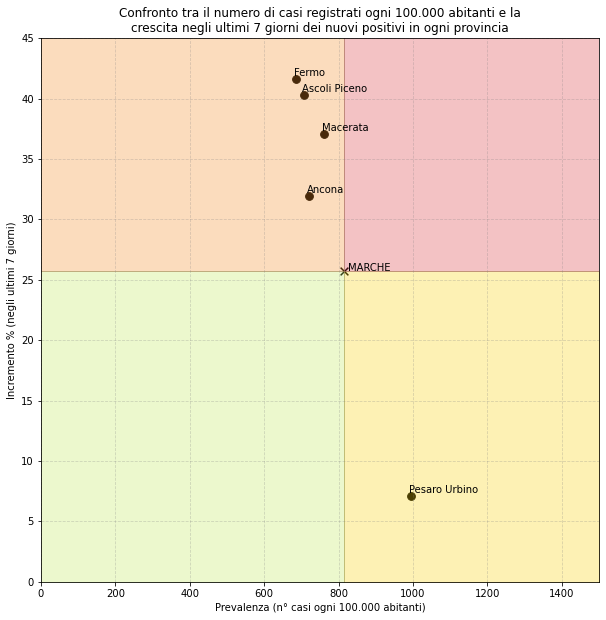 Confronto tra il numero di casi registrati ogni 100.000 abitanti e la
crescita negli ultimi 7 giorni dei nuovi positivi in ogni provincia
45
40
35
30
25
20
15
10
5
0
Incremento % (negli ultimi 7 giorni)
Fermo
Ascoli Piceno
Macerata
Ancona
MARCHE
Pesaro Urbino
0 200 400 600 800 1000 1200 1400
Prevalenza (n° casi ogni 100.000 abitanti)